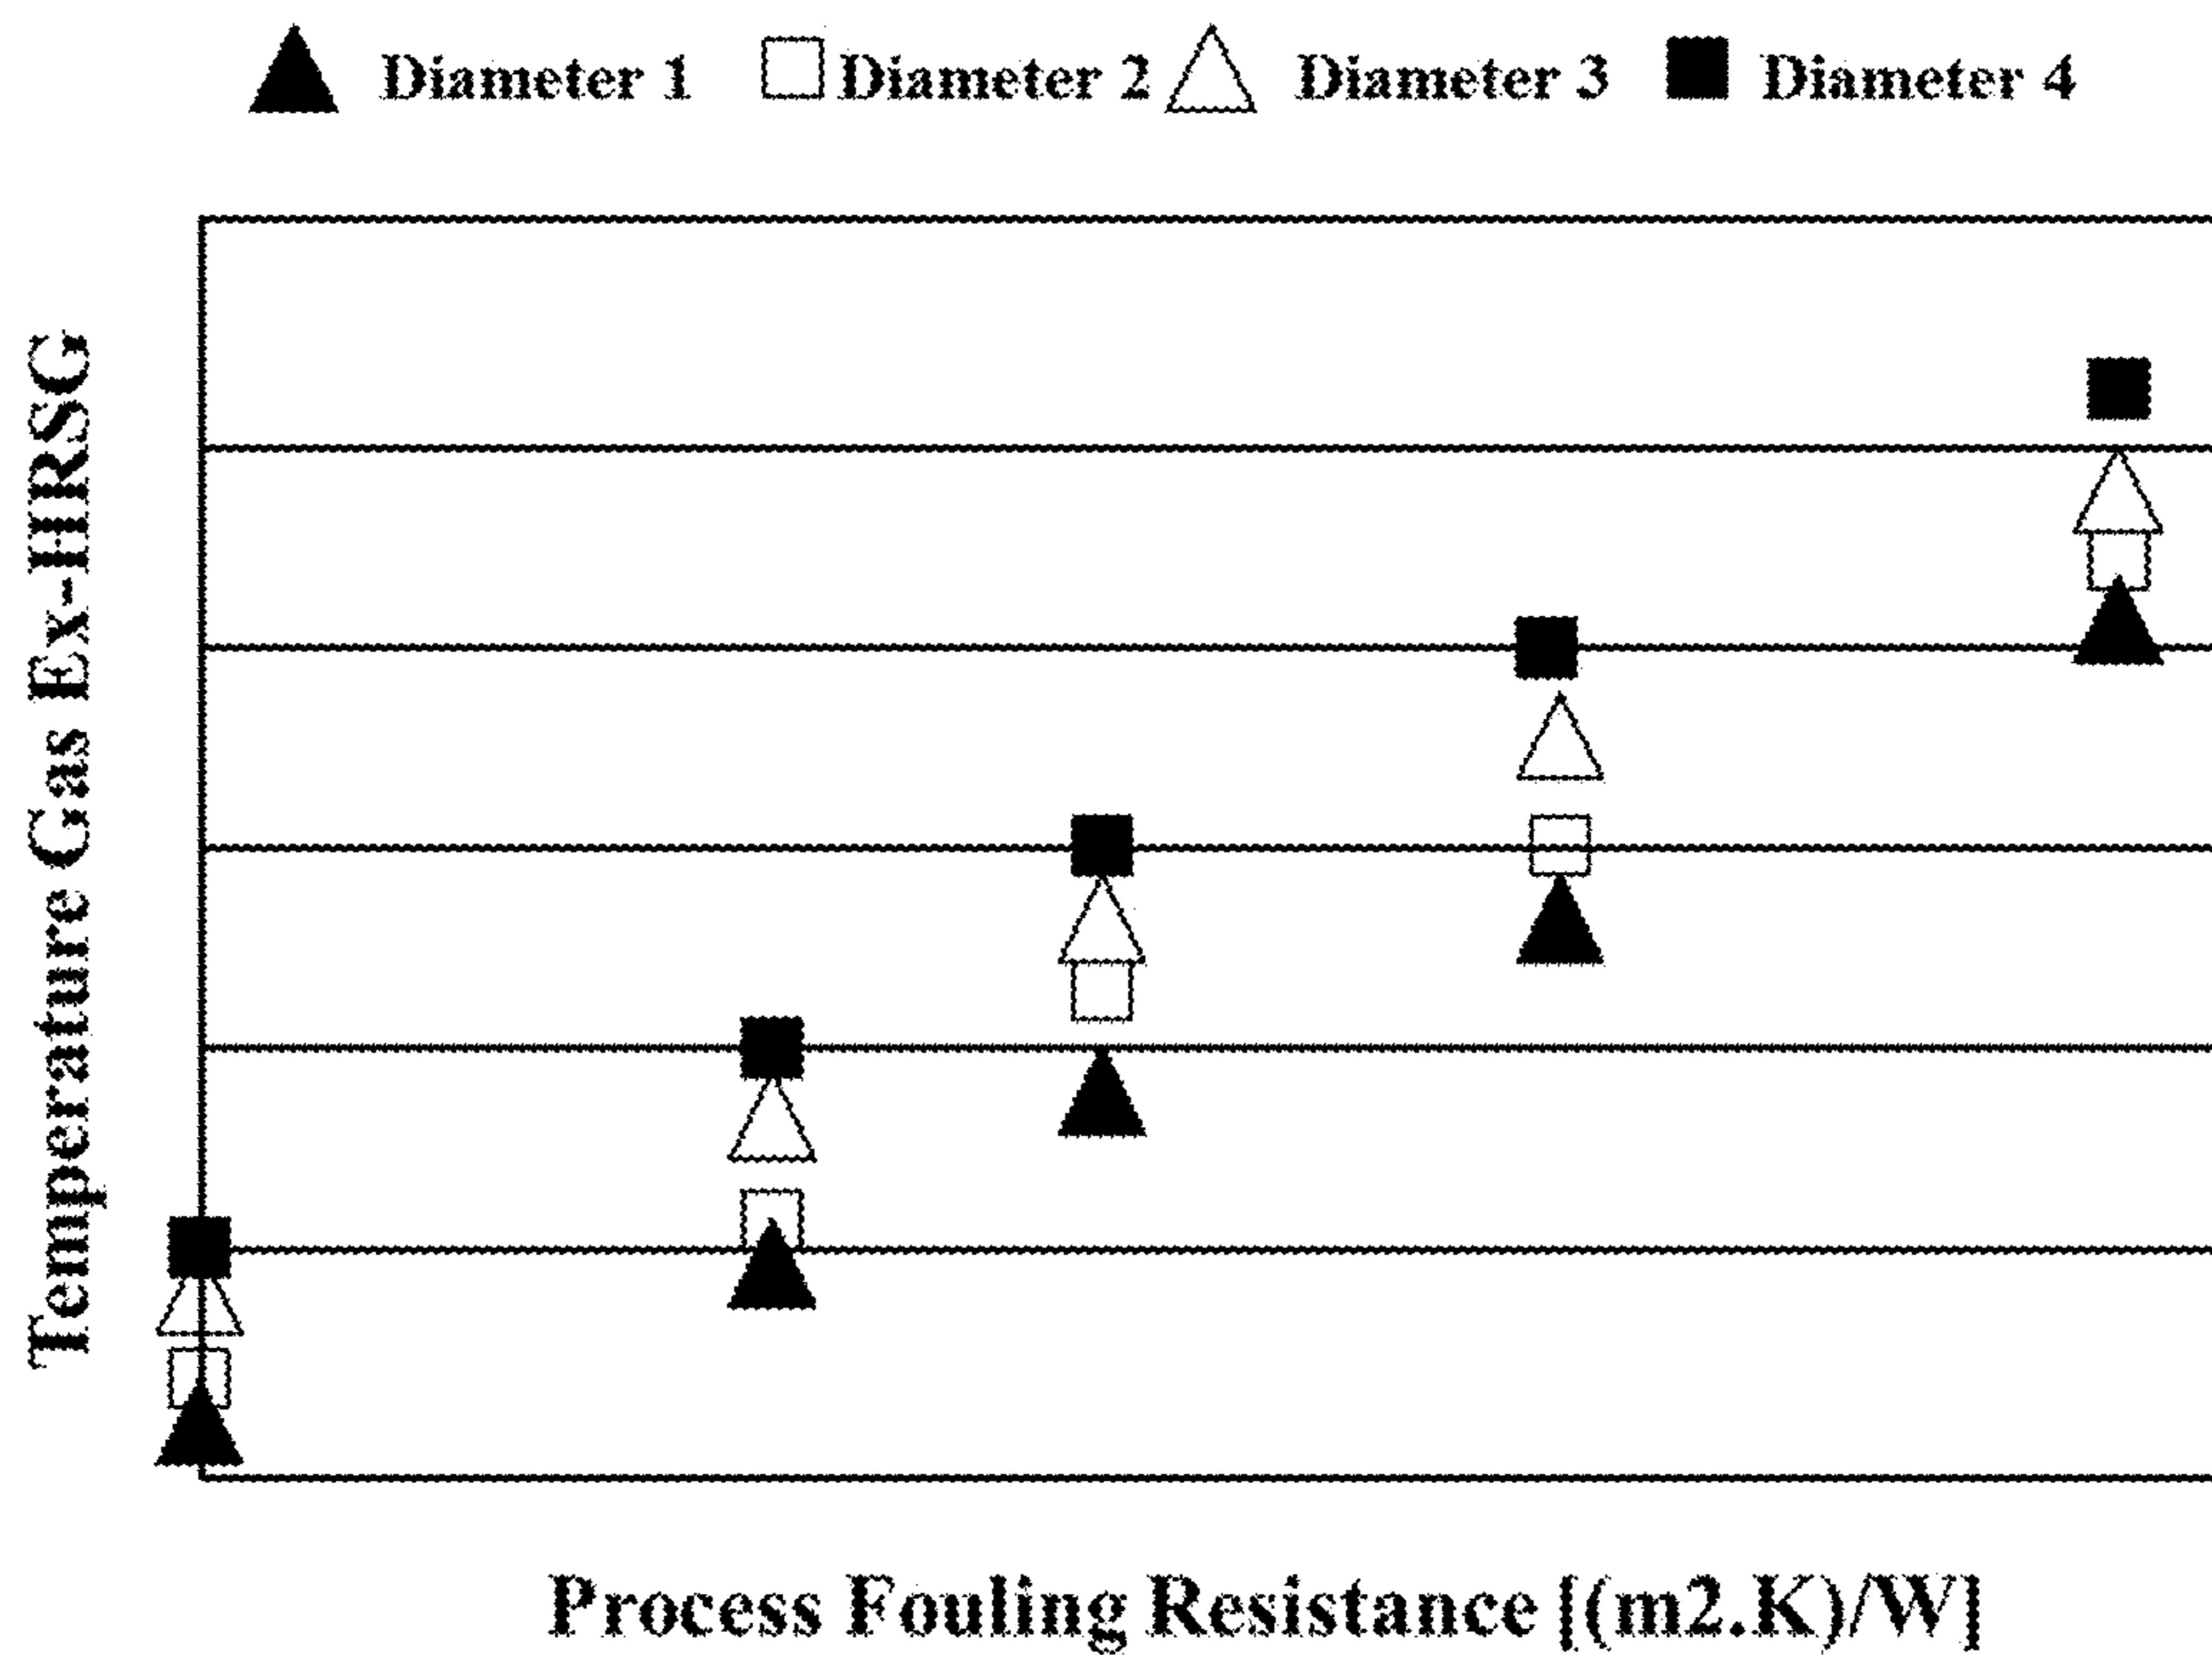 Diameter 1 Diameter 2 Diameter 3 Diameter 4
Temperature Gas Ex-HRSG
Process Fouling Resistance [(m2.K)/W]